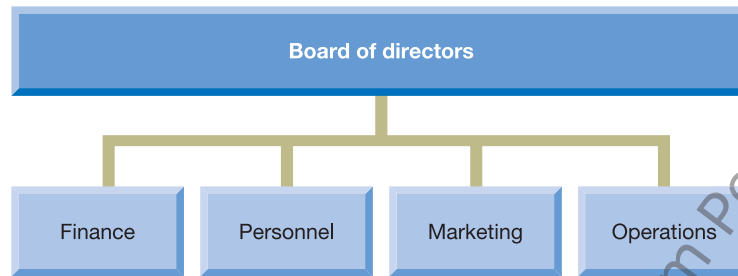 Board of directors
Finance
Personnel
Marketing
Operations